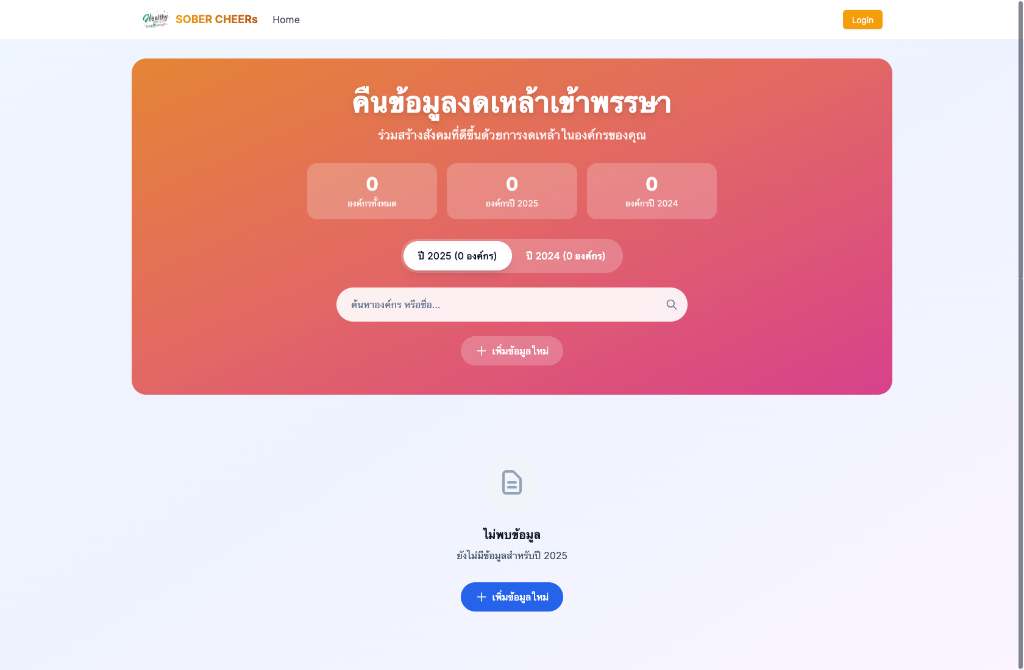 Healthy
SOBER CHEERs
Home
Login
คืนข้อมูลงดเหล้าเข้าพรรษา
ร่วมสร้างสังคมที่ดีขึ้นด้วยการงดเหล้าในองค์กรของคุณ
0
องค์กรทั้งหมด
0
องค์กรปี 2025
0
องค์กรปี 2024
ปี 2025 (0 องค์กร)
ปี 2024 (0 องค์กร)
ค้นหาองค์กร หรือชื่อ...
เพิ่มข้อมูลใหม่
ไม่พบข้อมูล
ยังไม่มีข้อมูลสำหรับปี 2025
เพิ่มข้อมูลใหม่